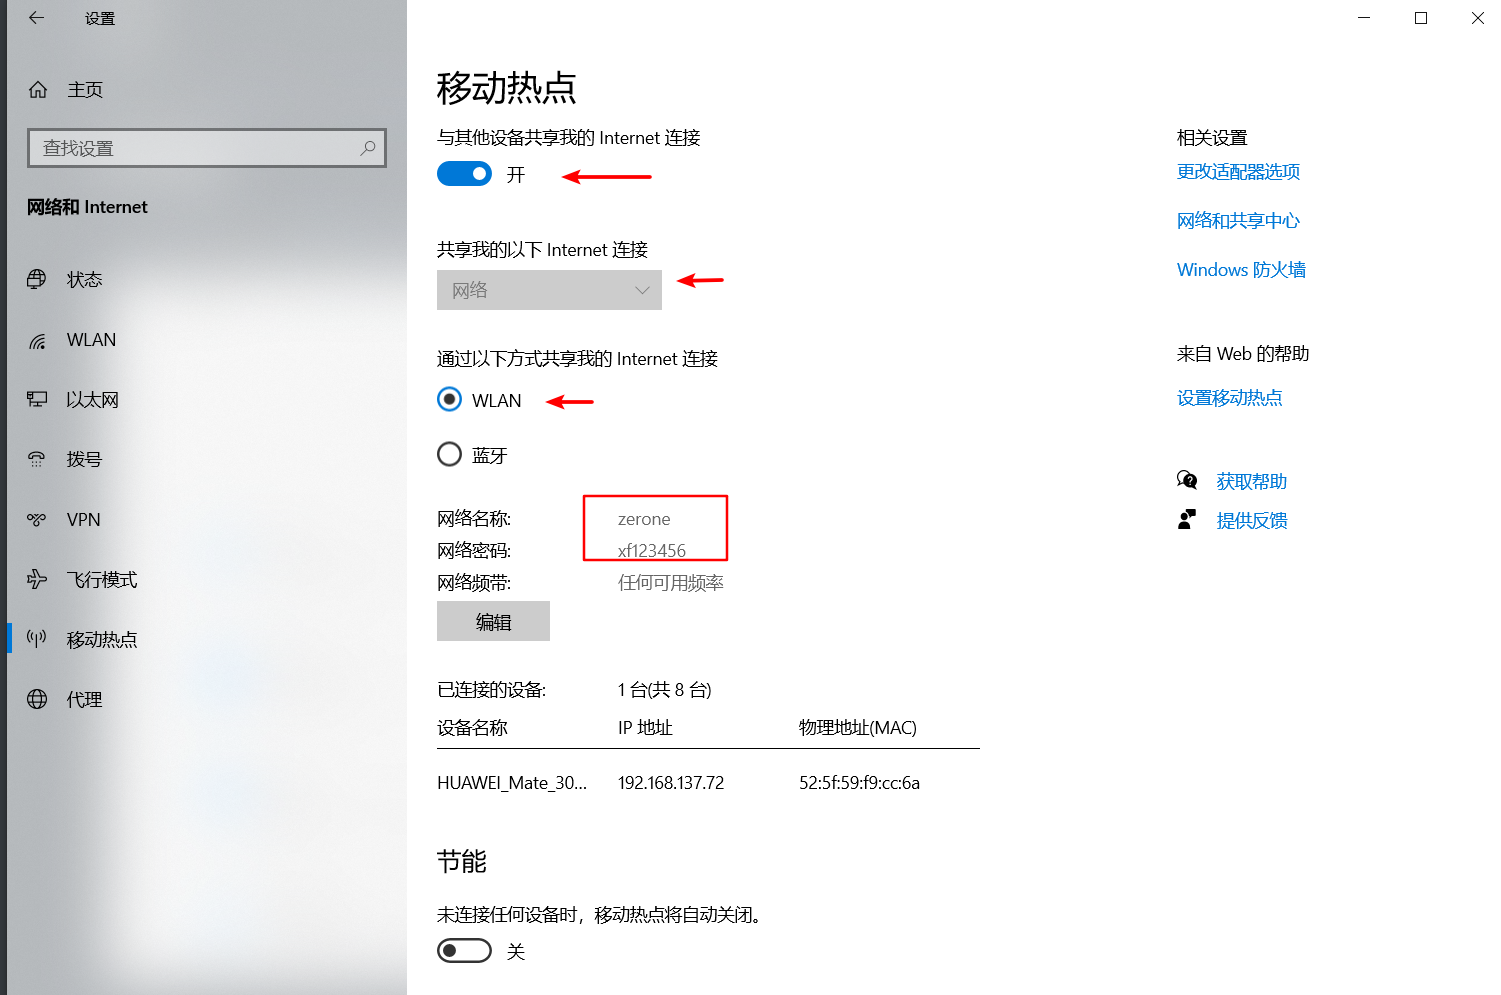 设置
主页
查找设置
网络和 Internet
状态
WLAN
以太网
拨号
VPN
飞行模式
移动热点
代理
移动热点
与其他设备共享我的 Internet 连接
开
共享我的以下 Internet 连接
网络
通过以下方式共享我的 Internet 连接
WLAN
蓝牙
网络名称: zerone
网络密码: xf123456
网络频带: 任何可用频率
编辑
已连接的设备: 1 台(共 8 台)
设备名称 IP 地址 物理地址(MAC)
HUAWEI_Mate_30... 192.168.137.72 52:5f:59:f9:cc:6a
节能
未连接任何设备时，移动热点将自动关闭。
关
相关设置
更改适配器选项
网络和共享中心
Windows 防火墙
来自 Web 的帮助
设置移动热点
获取帮助
提供反馈